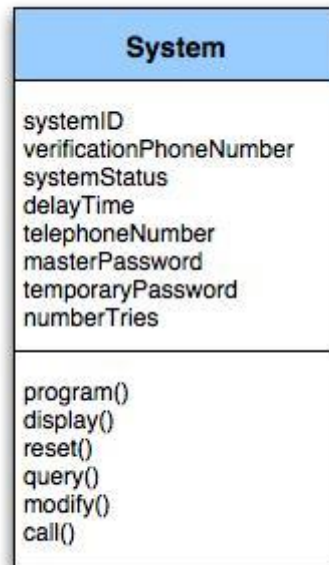 System
systemID
verificationPhoneNumber
systemStatus
delayTime
telephoneNumber
masterPassword
temporaryPassword
numberTries
program()
display()
reset()
query()
modify()
call()